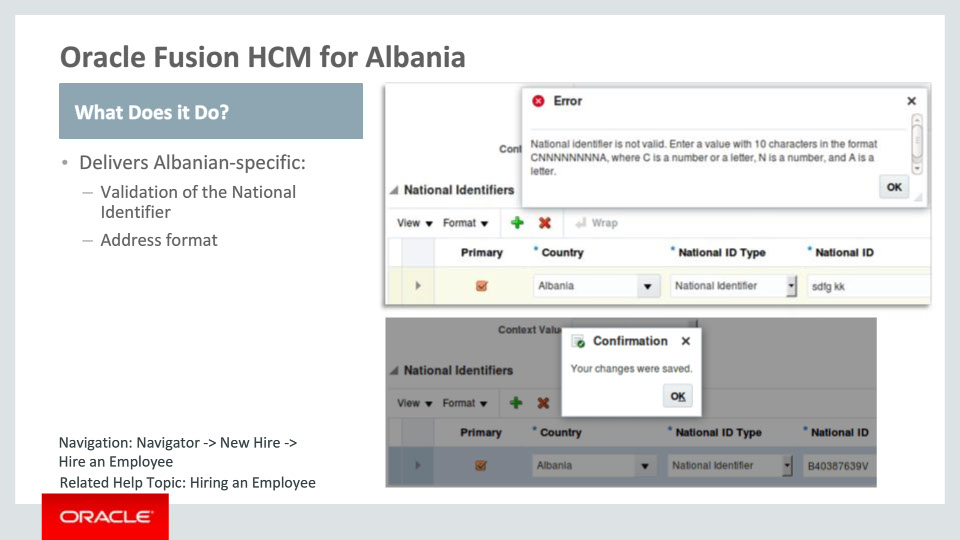 Oracle Fusion HCM for Albania
What Does it Do?
• Delivers Albanian-specific:
– Validation of the National
Identifier
– Address format
Navigation: Navigator -> New Hire ->
Hire an Employee
Related Help Topic: Hiring an Employee
ORACLE
Error
National identifier is not valid. Enter a value with 10 characters in the format
CNNNNNNNNA, where C is a number or a letter, N is a number, and A is a
letter.
OK
Cont
National Identifiers
View Format Wrap
Primary * Country * National ID Type * National ID
Albania National Identifier sdfg kk
Context Valu
Confirmation
Your changes were saved.
OK
National Identifiers
View Format
Primary * Country * National ID Type * National ID
Albania National Identifier B40387639V